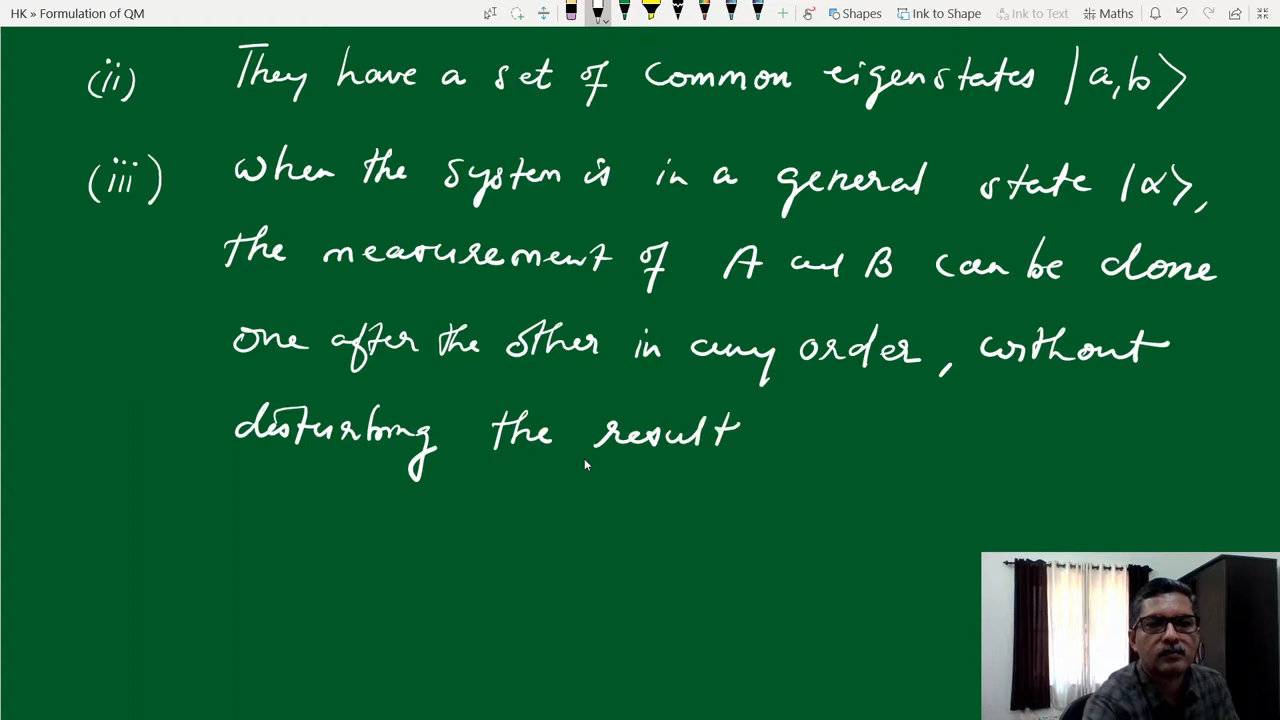 HK » Formulation of QM
Shapes Ink to Shape Ink to Text Maths
(ii) They have a set of common eigenstates |a,b>
(iii) When the system is in a general state |α>,
the measurement of A and B can be done
one after the other in any order, without
disturbing the result